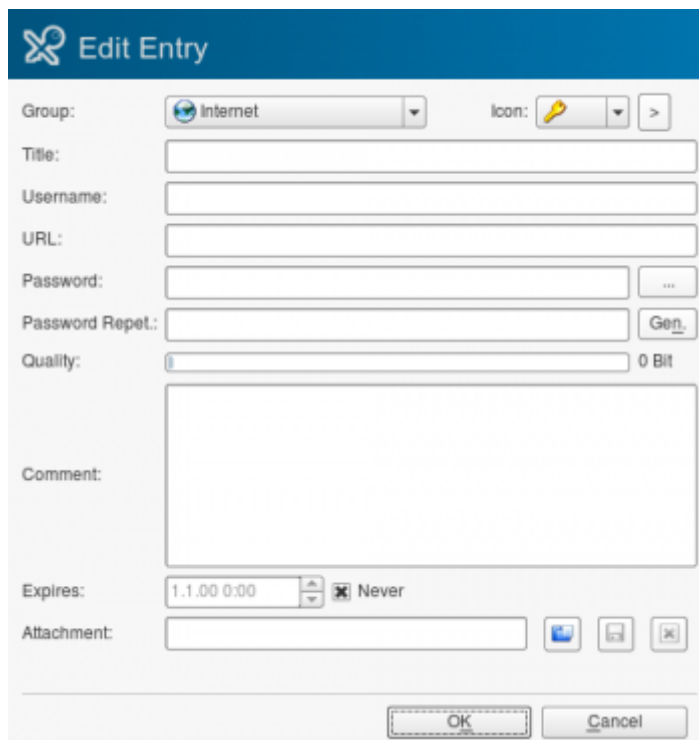 Edit Entry
Group: Internet Icon: >
Title:
Username:
URL:
Password: ...
Password Repet.: Gen.
Quality: 0 Bit
Comment:
Expires: 1.1.00 0:00 Never
Attachment:
OK Cancel